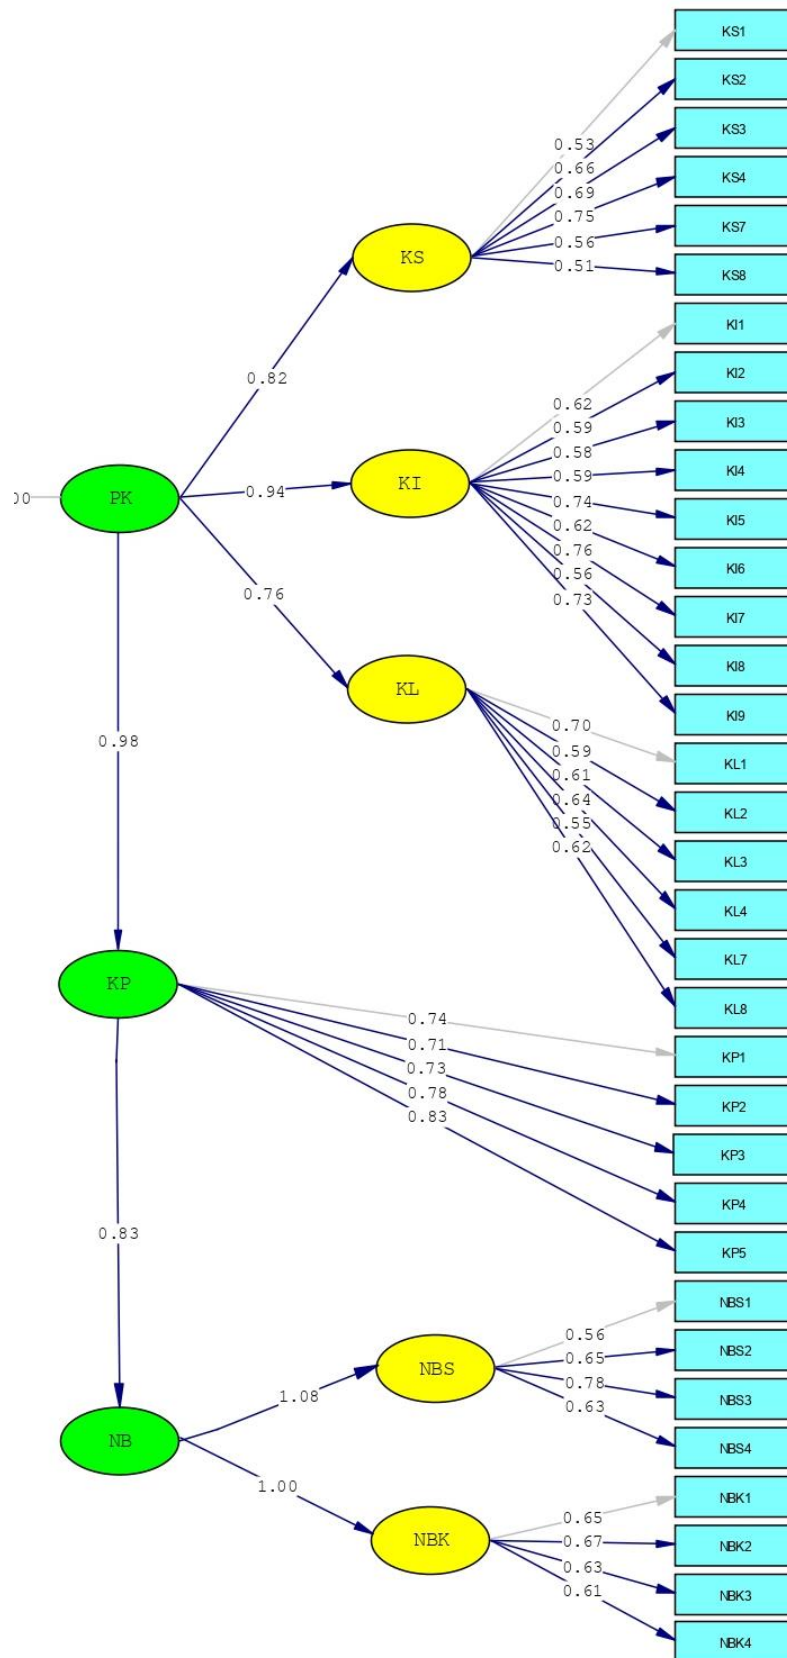 KS1
KS2
KS3
0.53
0.66
KS4
0.69
0.75
KS7
0.56
KS
0.51
KS8
KI1
KI2
0.82
0.62
0.59
KI3
0.58
KI4
0.59
KI
0.94
PK
00
0.74
KI5
0.62
0.76
KI6
0.56
0.73
KI7
0.76
KI8
KL
KI9
0.70
0.98
0.59
KL1
0.61
0.64
KL2
0.55
0.62
KL3
KL4
KL7
KP
KL8
0.74
0.71
KP1
0.73
0.78
KP2
0.83
KP3
KP4
0.83
KP5
NBS1
0.56
NBS2
0.65
NBS
0.78
NBS3
1.08
0.63
NB
NBS4
1.00
NBK1
0.65
NBK
0.67
NBK2
0.63
0.61
NBK3
NBK4